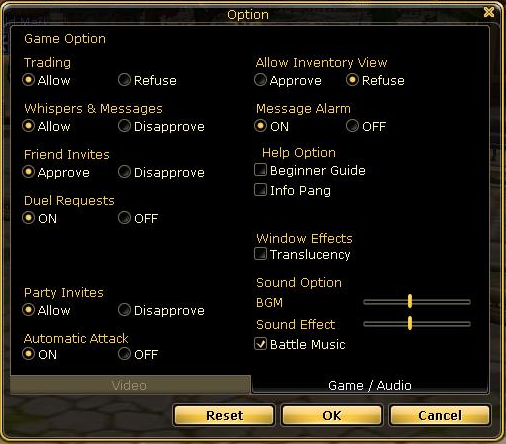 Option
Game Option
Trading
Allow Refuse
Whispers & Messages
Allow Disapprove
Friend Invites
Approve Disapprove
Duel Requests
ON OFF
Party Invites
Allow Disapprove
Automatic Attack
ON OFF
Allow Inventory View
Approve Refuse
Message Alarm
ON OFF
Help Option
Beginner Guide
Info Pang
Window Effects
Translucency
Sound Option
BGM
Sound Effect
Battle Music
Video
Game / Audio
Reset
OK
Cancel